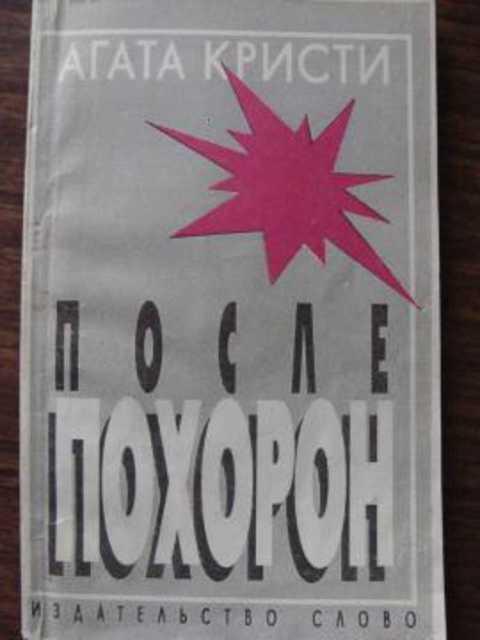 АГАТА КРИСТИ
ПОСЛЕ
ПОХОРОН
ИЗДАТЕЛЬСТВО СЛОВО